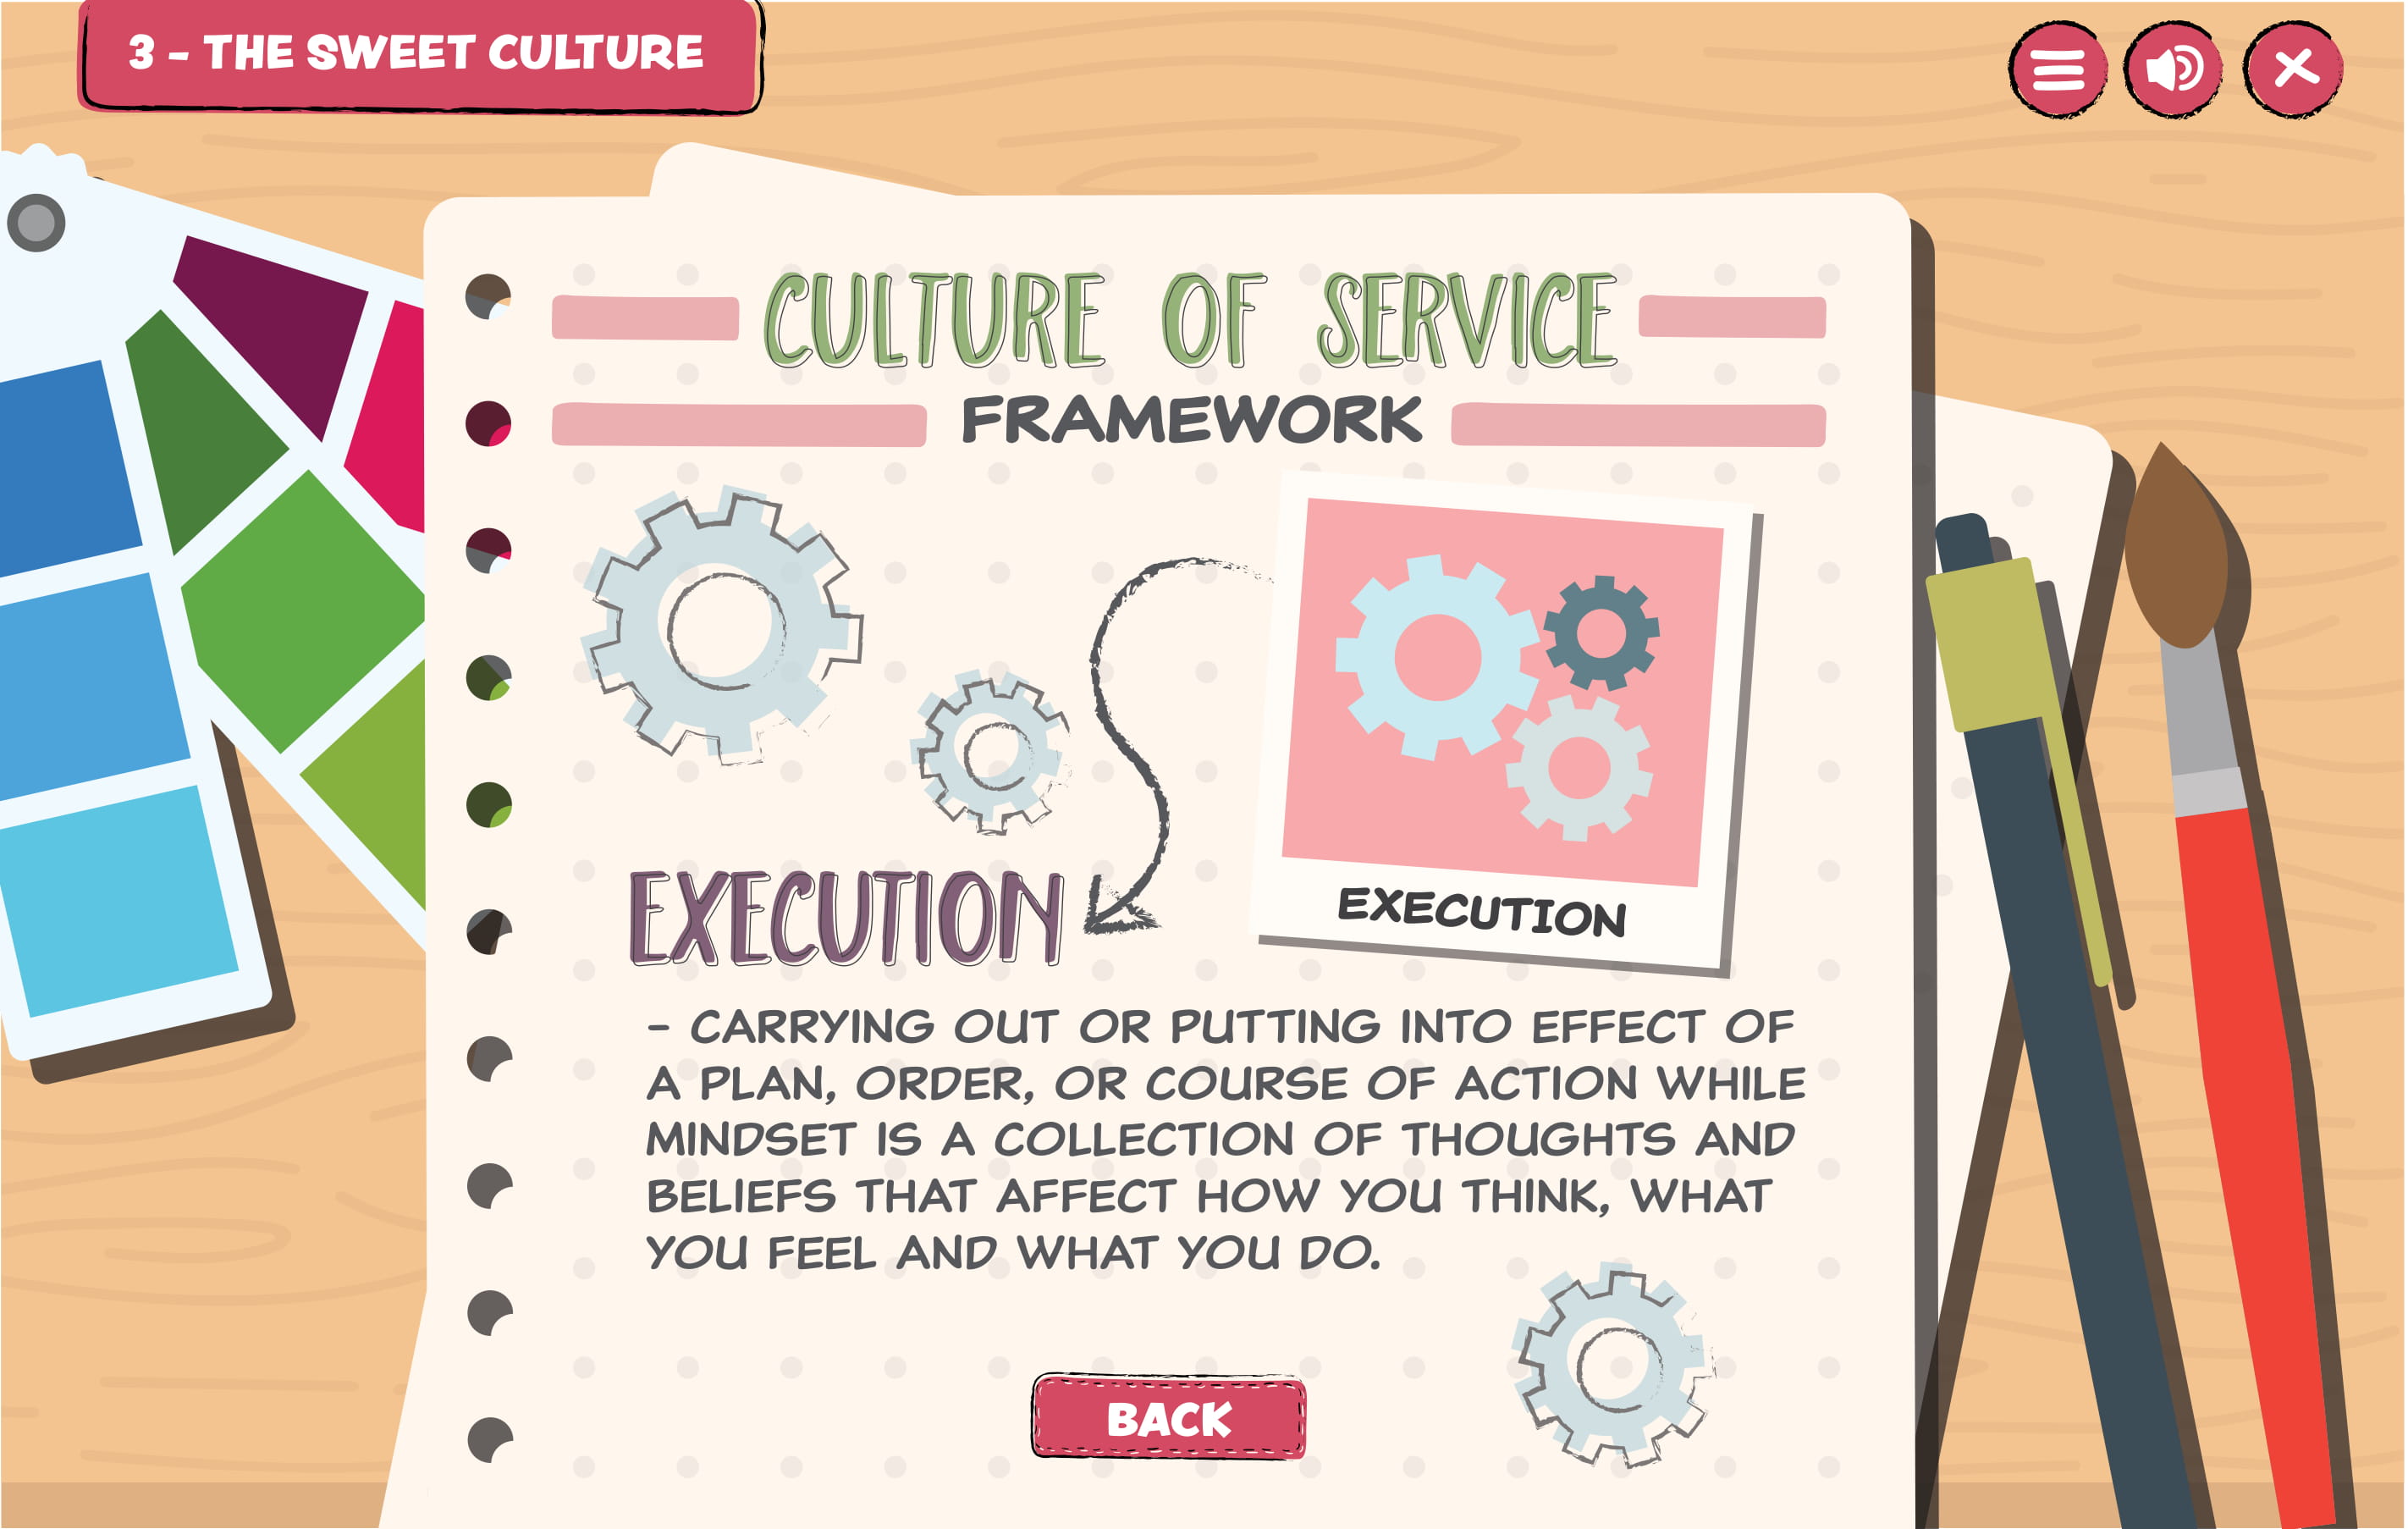 3 - THE SWEET CULTURE
CULTURE OF SERVICE
FRAMEWORK
EXECUTION
EXECUTION
- CARRYING OUT OR PUTTING INTO EFFECT OF
A PLAN, ORDER, OR COURSE OF ACTION WHILE
MINDSET IS A COLLECTION OF THOUGHTS AND
BELIEFS THAT AFFECT HOW YOU THINK, WHAT
YOU FEEL AND WHAT YOU DO.
BACK